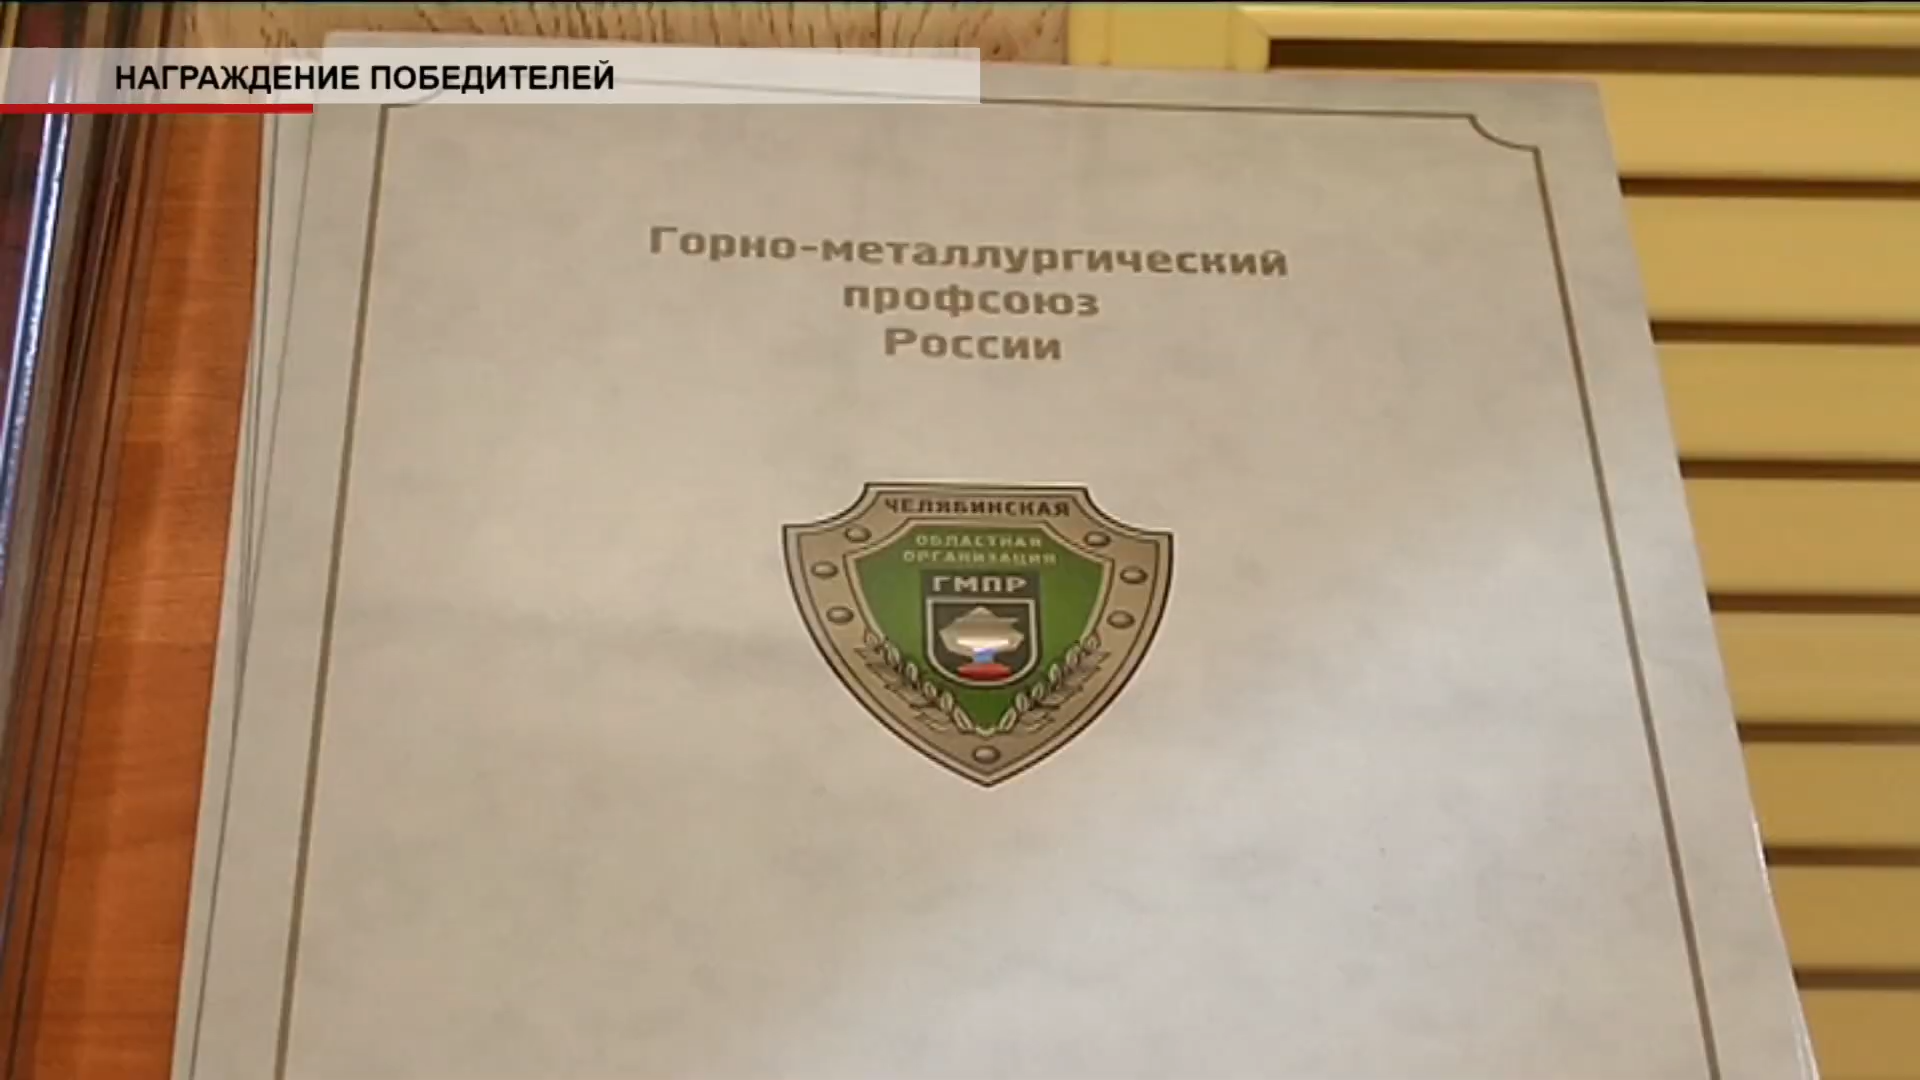 НАГРАЖДЕНИЕ ПОБЕДИТЕЛЕЙ
Горно-металлургический
профсоюз
России
ЧЕЛЯБИНСКАЯ
ОБЛАСТНАЯ
ОРГАНИЗАЦИЯ
ГМПР